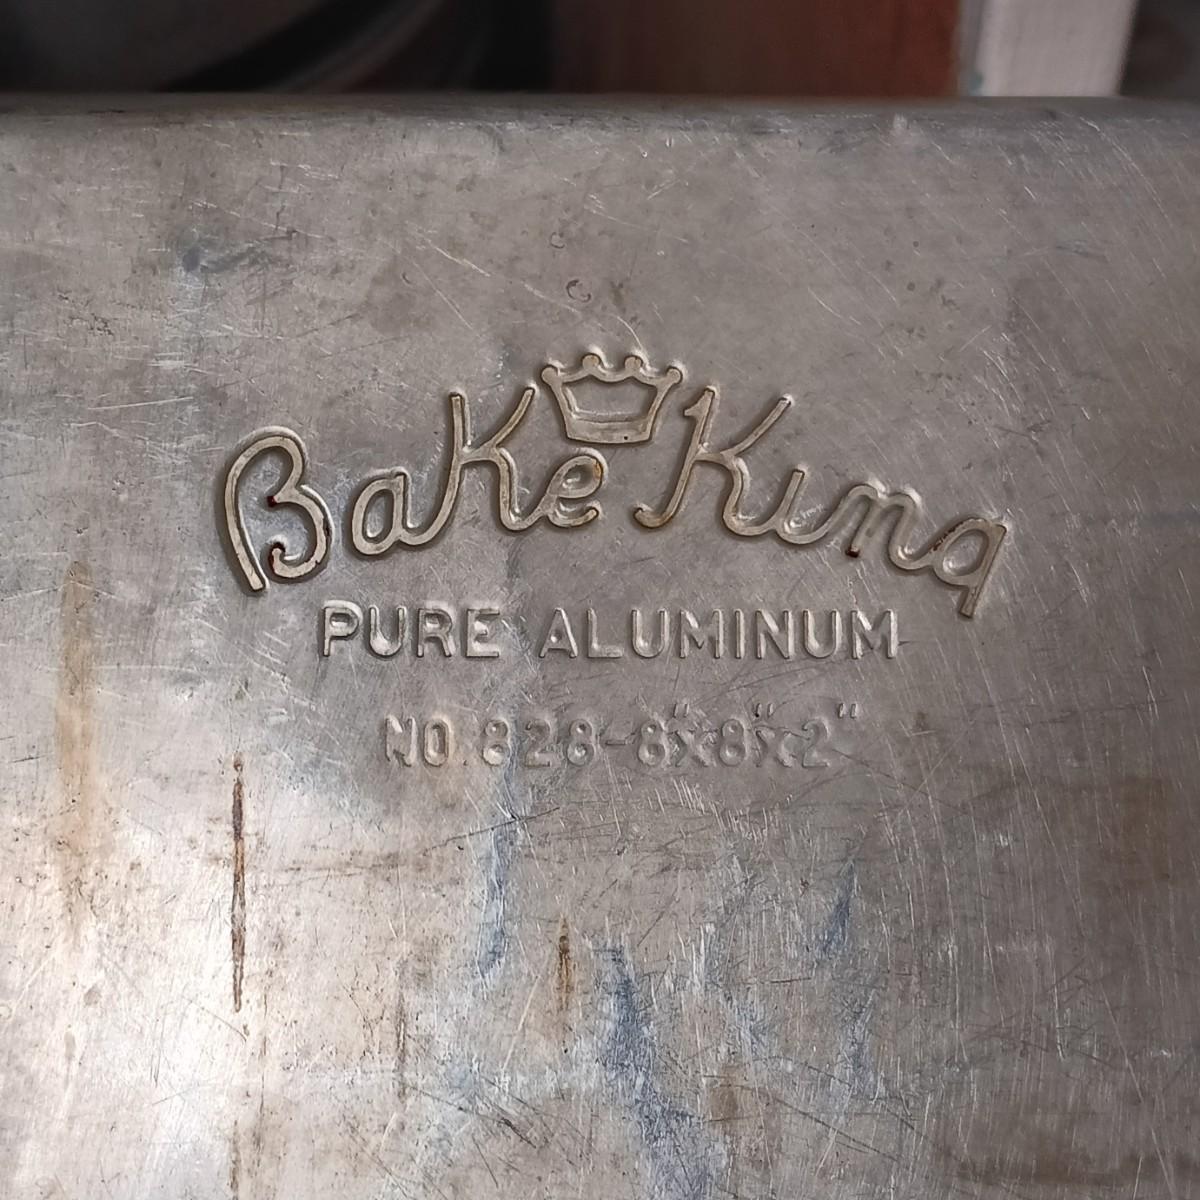 Bake King
PURE ALUMINUM
NO. 828-8"x8"x2"